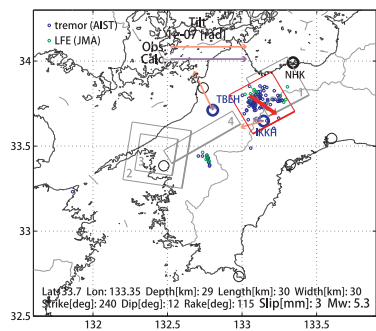 tremor (AIST)
LFE (JMA)
Tilt
1e-07 [rad]
Obs.
Calc.
NHK
TBEH
IKKH
1
4
2
34
33.5
33
32.5
132
132.5
133
133.5
Lat: 33.7 Lon: 133.35 Depth[km]: 29 Length[km]: 30 Width[km]: 30
Strike[deg]: 240 Dip[deg]: 12 Rake[deg]: 115 Slip[mm]: 3 Mw: 5.3